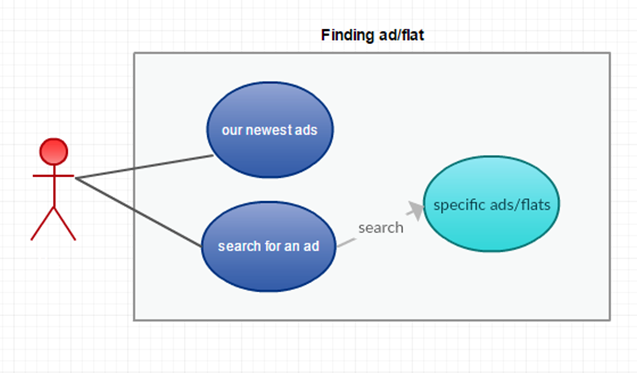 Finding ad/flat
our newest ads
search for an ad
search
specific ads/flats